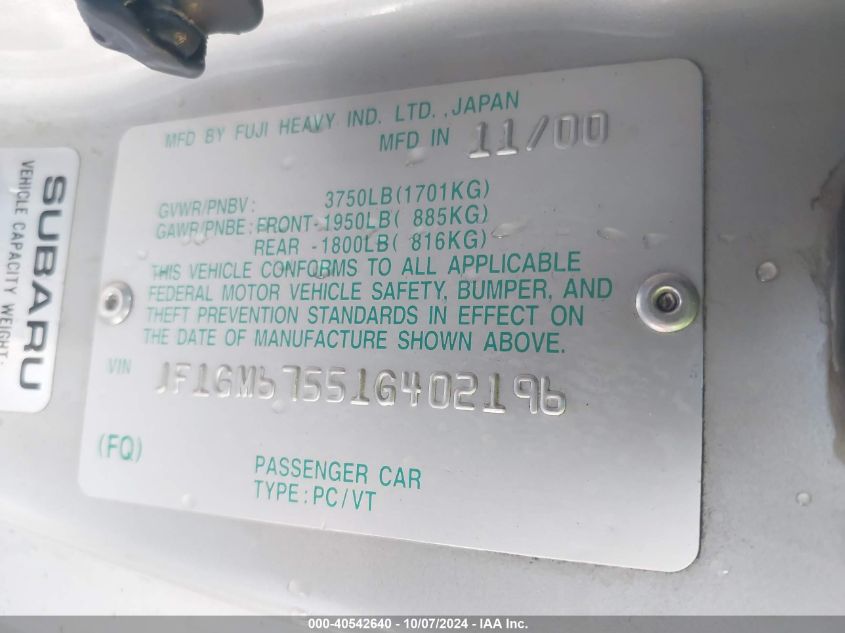 MFD BY FUJI HEAVY IND. LTD., JAPAN
MFD IN 11/00
GVWR/PNBV: 3750LB(1701KG)
GAWR/PNBE: FRONT-1950LB( 885KG)
REAR -1800LB( 816KG)
THIS VEHICLE CONFORMS TO ALL APPLICABLE
FEDERAL MOTOR VEHICLE SAFETY, BUMPER, AND
THEFT PREVENTION STANDARDS IN EFFECT ON
THE DATE OF MANUFACTURE SHOWN ABOVE.
VIN JF1GM67551G402196
(FQ)
PASSENGER CAR
TYPE:PC/VT
SUBARU
VEHICLE CAPACITY WEIGHT:
000-40542640 - 10/07/2024 - IAA Inc.